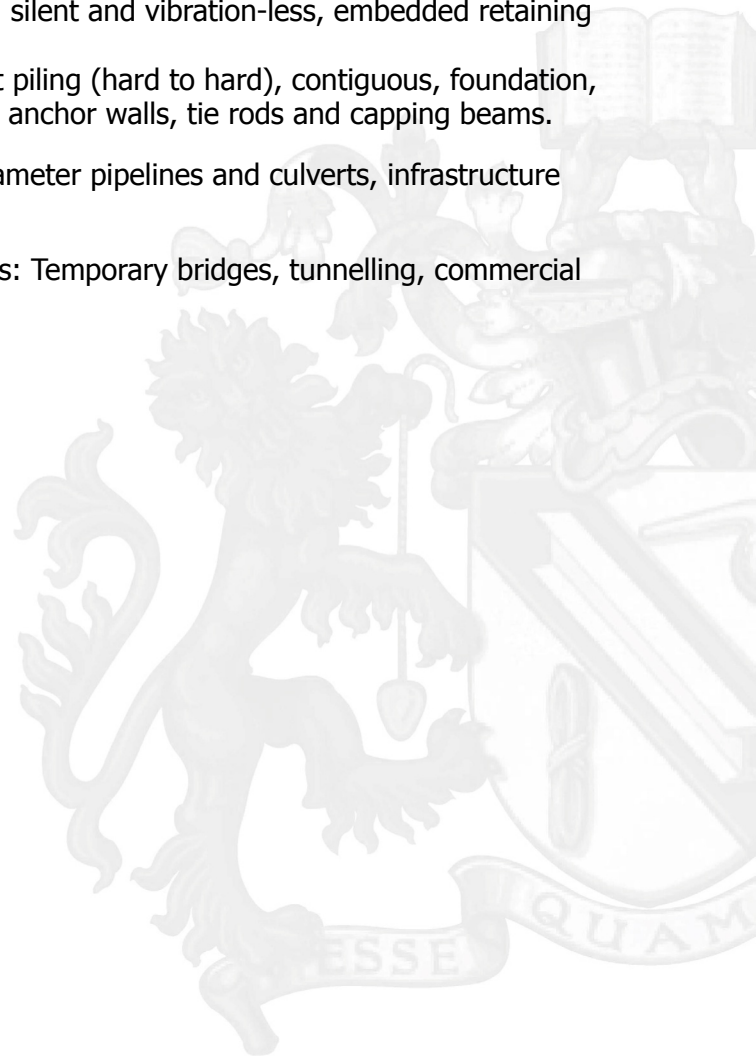 silent and vibration-less, embedded retaining
piling (hard to hard), contiguous, foundation,
anchor walls, tie rods and capping beams.
pipelines and culverts, infrastructure
Temporary bridges, tunnelling, commercial
ESSE QUAM